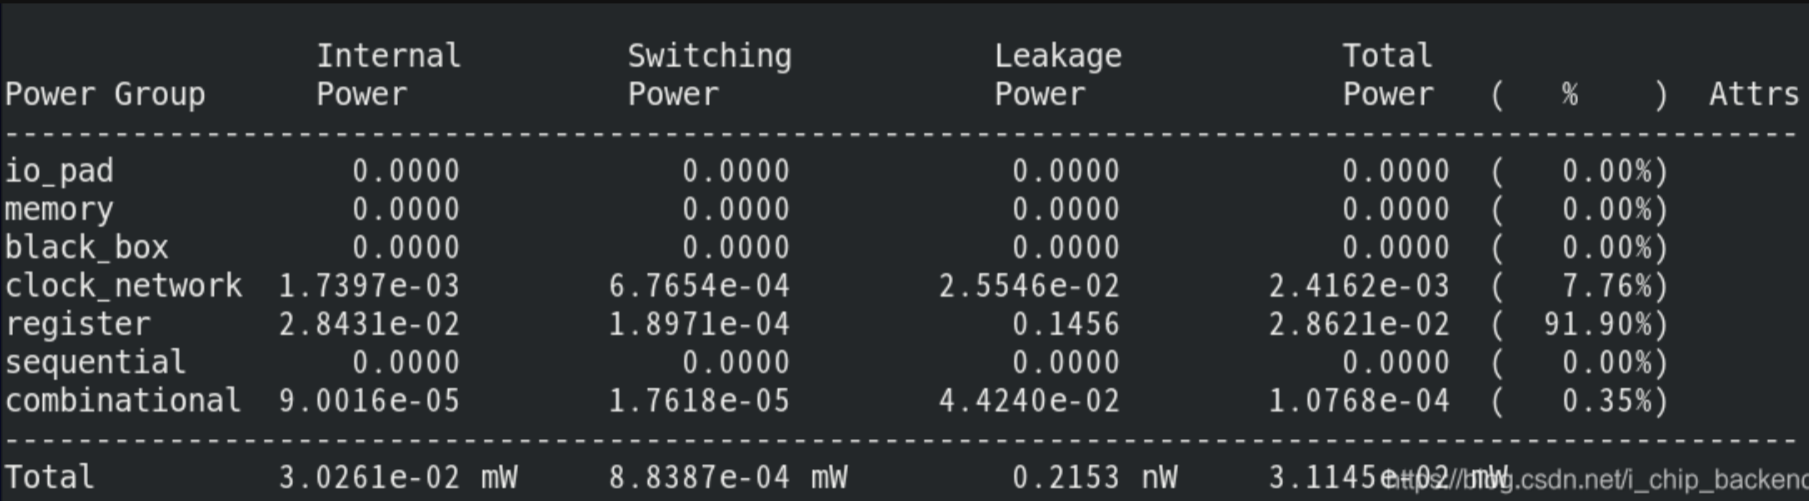 Internal Switching Leakage Total
Power Group Power Power Power Power ( % ) Attrs
--------------------------------------------------------------------------------
io_pad 0.0000 0.0000 0.0000 0.0000 ( 0.00%)
memory 0.0000 0.0000 0.0000 0.0000 ( 0.00%)
black_box 0.0000 0.0000 0.0000 0.0000 ( 0.00%)
clock_network 1.7397e-03 6.7654e-04 2.5546e-02 2.4162e-03 ( 7.76%)
register 2.8431e-02 1.8971e-04 0.1456 2.8621e-02 ( 91.90%)
sequential 0.0000 0.0000 0.0000 0.0000 ( 0.00%)
combinational 9.0016e-05 1.7618e-05 4.4240e-02 1.0768e-04 ( 0.35%)
--------------------------------------------------------------------------------
Total 3.0261e-02 mW 8.8387e-04 mW 0.2153 nW 3.1145e-02 mW
https://blog.csdn.net/i_chip_backend